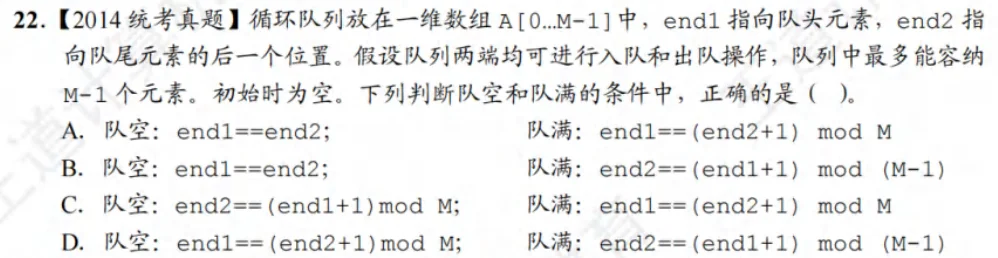 22.【2014 统考真题】循环队列放在一维数组 A[0…M-1]中，end1 指向队头元素，end2 指
向队尾元素的后一个位置。假设队列两端均可进行入队和出队操作，队列中最多能容纳
M-1 个元素。初始时为空。下列判断队空和队满的条件中，正确的是（ ）。
A. 队空：end1==end2; 队满：end1==(end2+1) mod M
B. 队空：end1==end2; 队满：end2==(end1+1) mod (M-1)
C. 队空：end2==(end1+1)mod M; 队满：end1==(end2+1) mod M
D. 队空：end1==(end2+1)mod M; 队满：end2==(end1+1) mod (M-1)